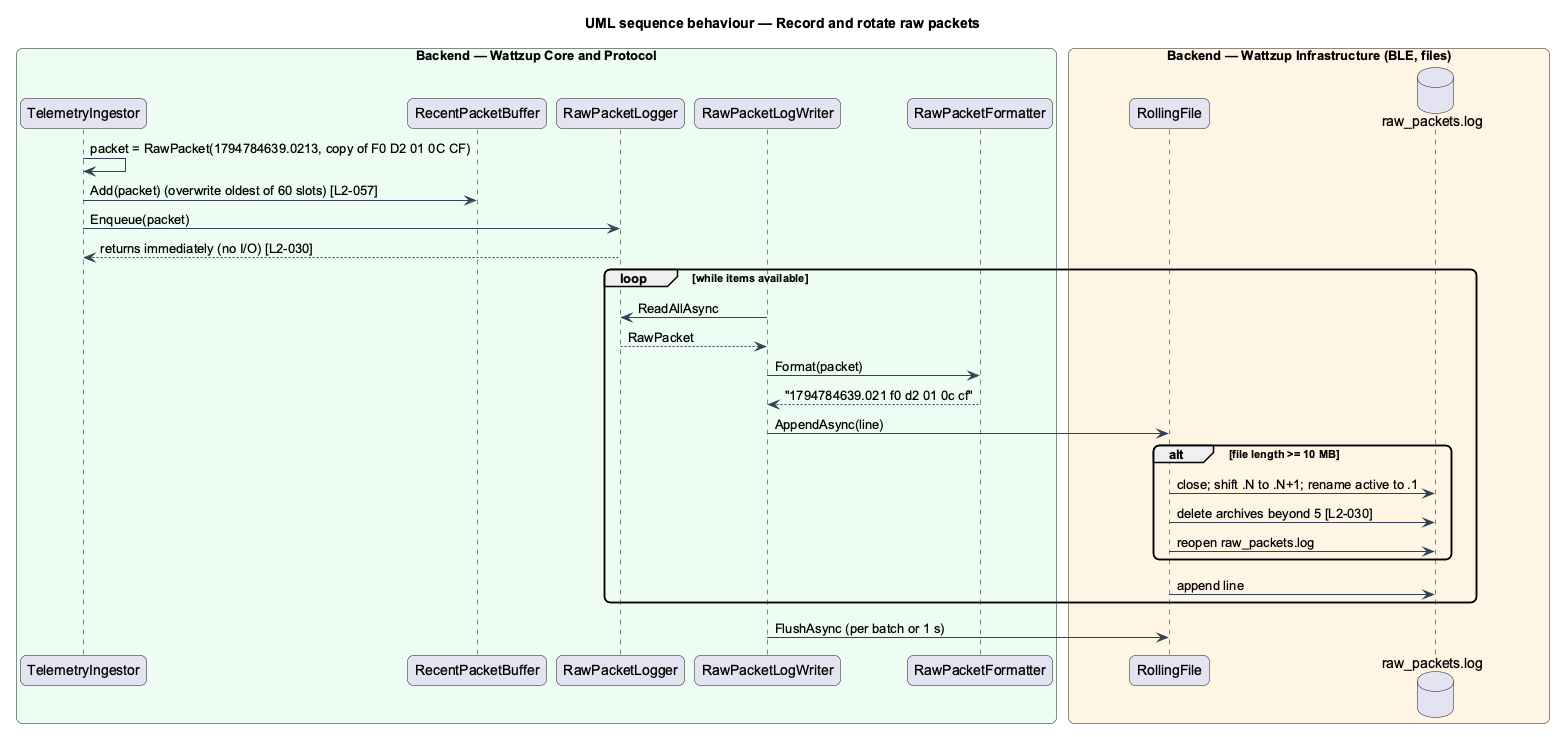 UML sequence behaviour — Record and rotate raw packets
Backend — Wattzup Core and Protocol
Backend — Wattzup Infrastructure (BLE, files)
TelemetryIngestor
RecentPacketBuffer
RawPacketLogger
RawPacketLogWriter
RawPacketFormatter
RollingFile
raw_packets.log
packet = RawPacket(1794784639.0213, copy of F0 D2 01 0C CF)
Add(packet) (overwrite oldest of 60 slots) [L2-057]
Enqueue(packet)
returns immediately (no I/O) [L2-030]
loop
[while items available]
ReadAllAsync
RawPacket
Format(packet)
"1794784639.021 f0 d2 01 0c cf"
AppendAsync(line)
alt
[file length >= 10 MB]
close; shift .N to .N+1; rename active to .1
delete archives beyond 5 [L2-030]
reopen raw_packets.log
append line
FlushAsync (per batch or 1 s)
TelemetryIngestor
RecentPacketBuffer
RawPacketLogger
RawPacketLogWriter
RawPacketFormatter
RollingFile
raw_packets.log